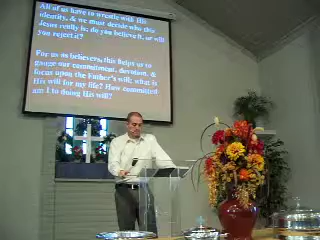 All of us have to wrestle with His
identity, & we must decide who this
Jesus really is; do you believe it, or will
you reject it?
For us as believers, this helps us to
gauge our commitment, devotion, &
focus upon the Father's will; what is
His will for my life? How committed
am I to doing His will?